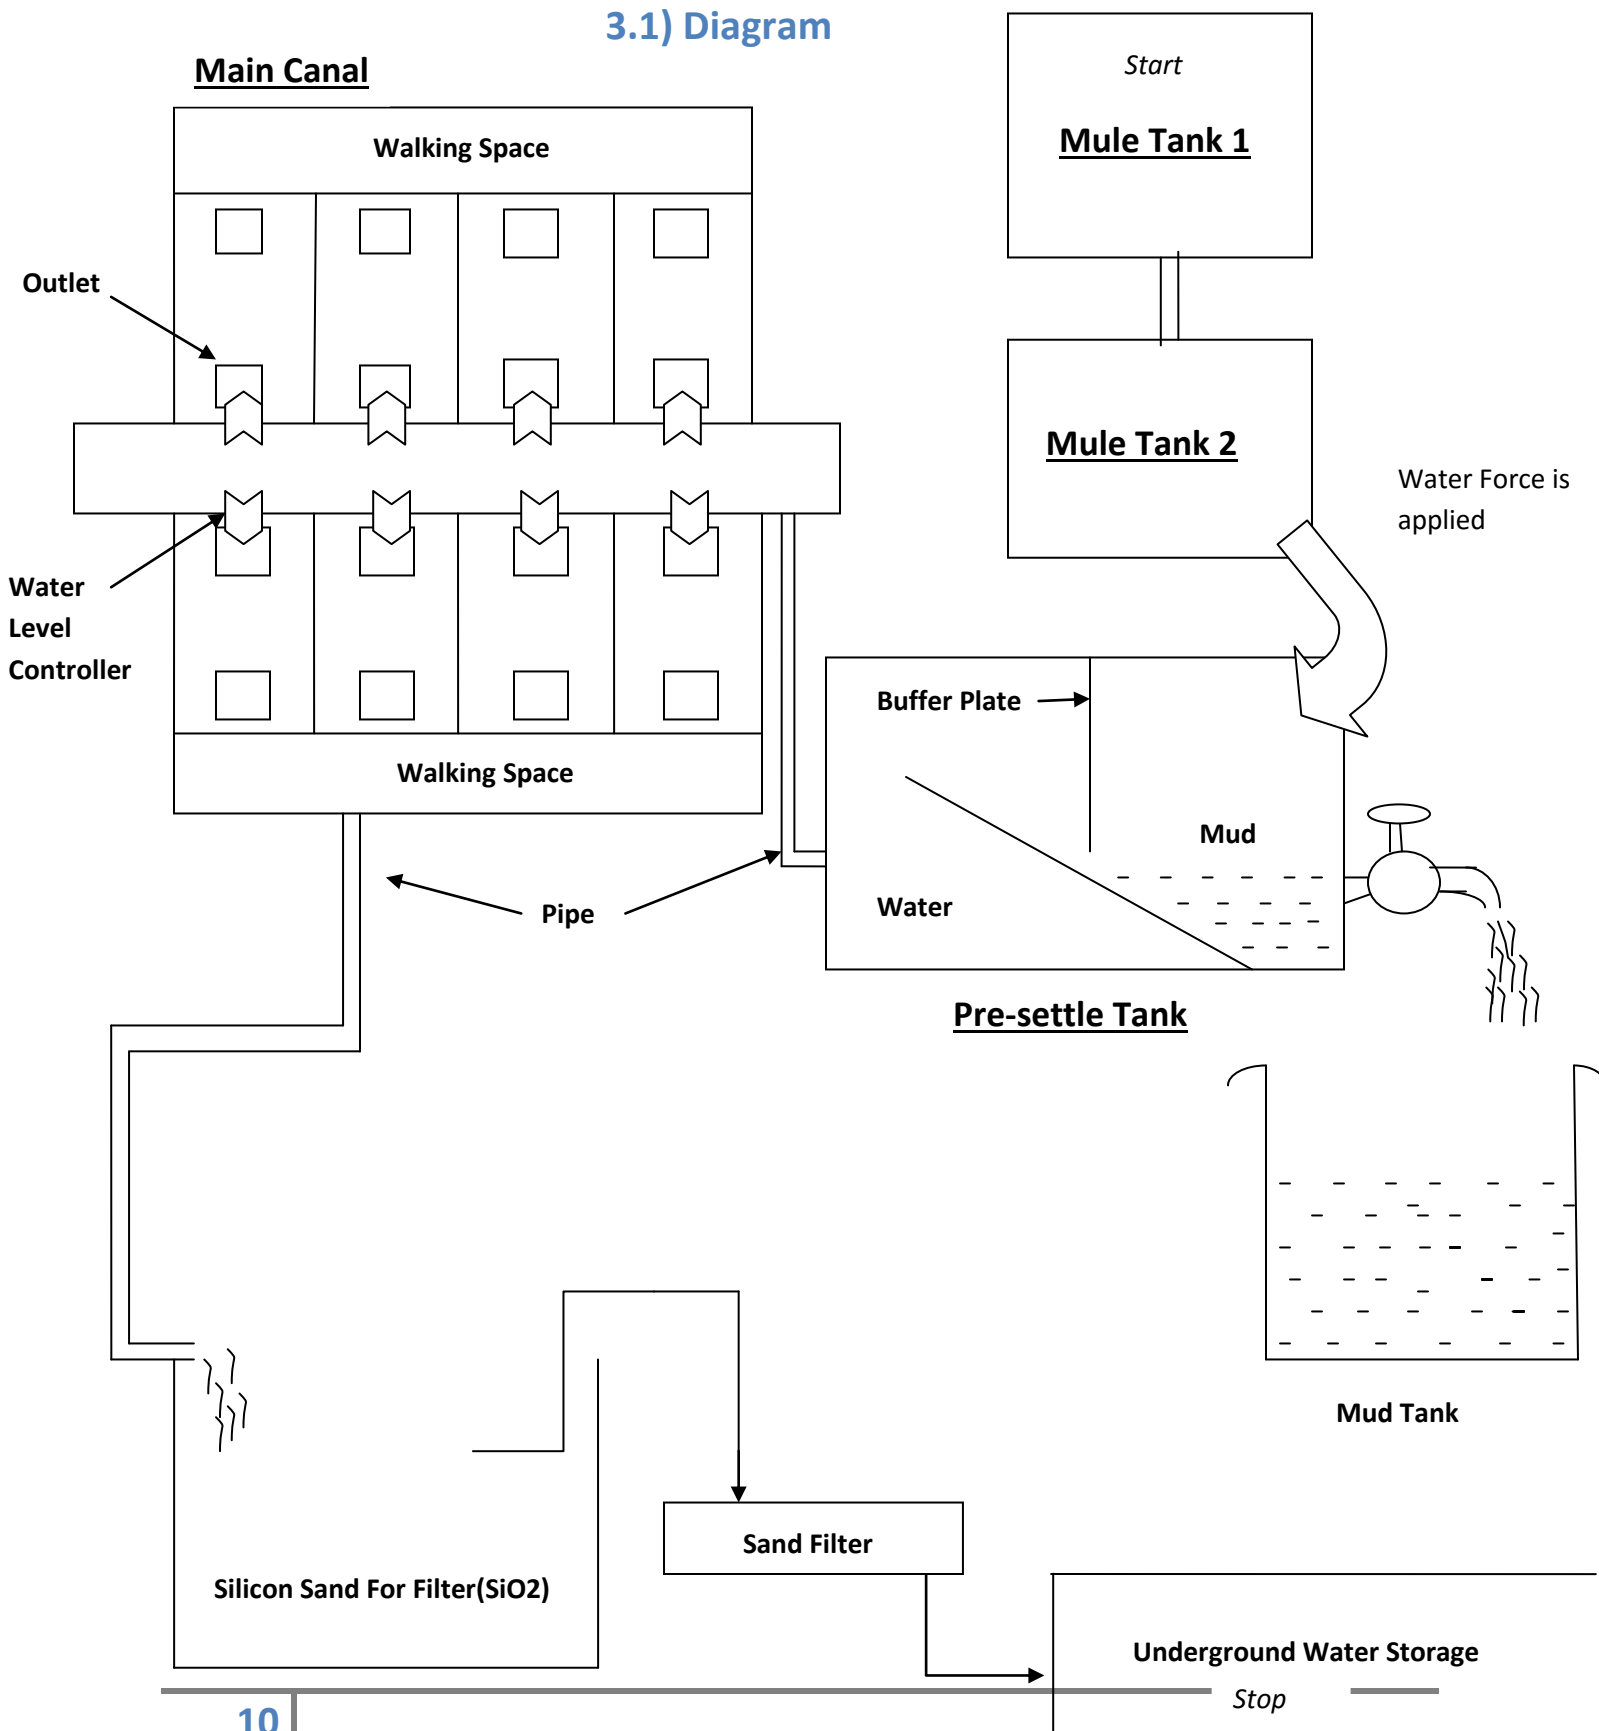 3.1) Diagram
Main Canal
Start
Mule Tank 1
Walking Space
Outlet
Mule Tank 2
Water Force is
applied
Water
Level
Controller
Buffer Plate
Walking Space
Mud
Water
Pipe
Pre-settle Tank
Mud Tank
Sand Filter
Silicon Sand For Filter(SiO2)
Underground Water Storage
Stop
10